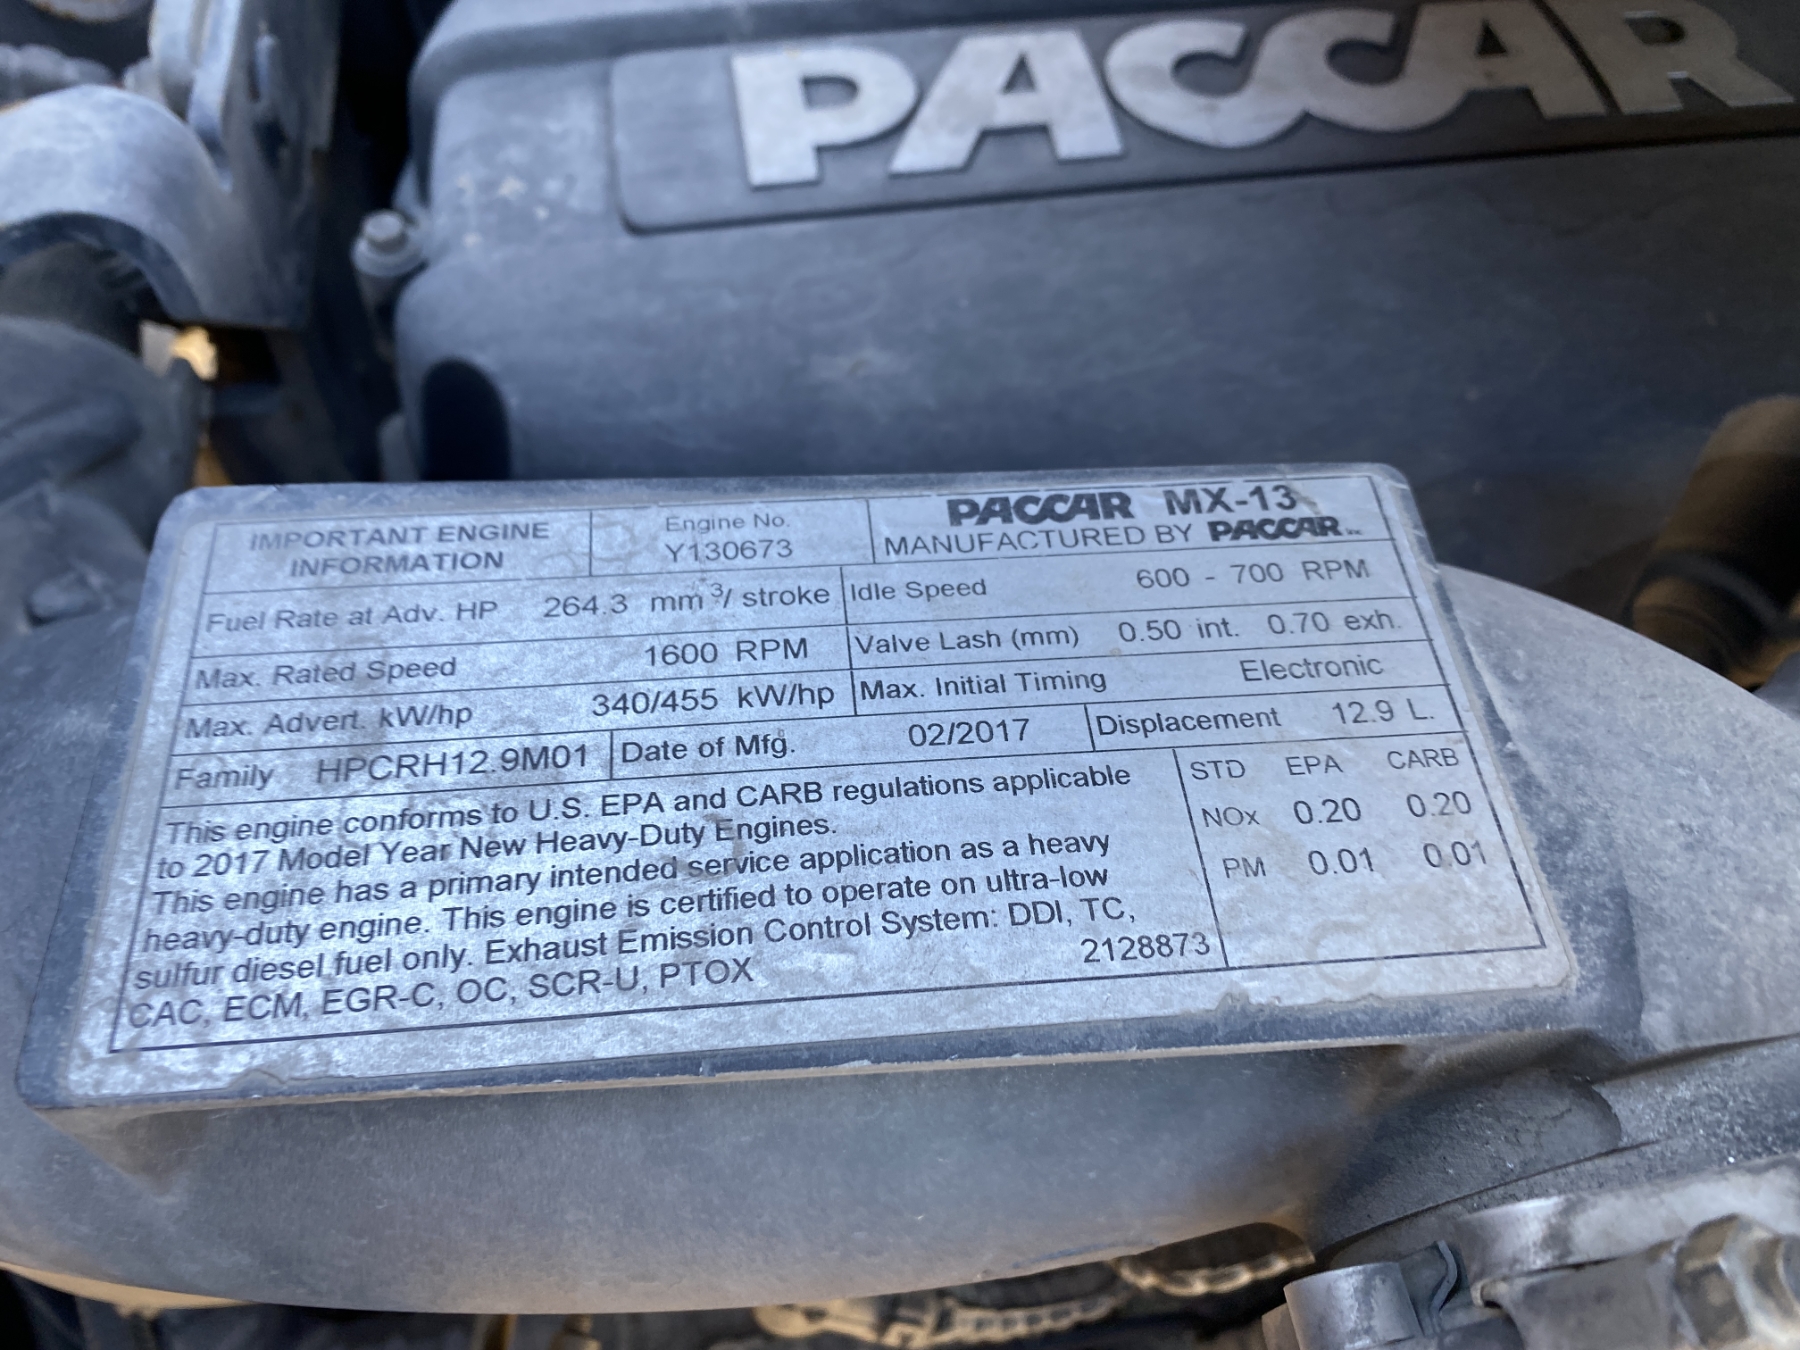 PACCAR
IMPORTANT ENGINE
INFORMATION
Engine No.
Y130673
PACCAR MX-13
MANUFACTURED BY PACCAR
Fuel Rate at Adv. HP 264.3 mm³/ stroke
Idle Speed 600 - 700 RPM
Max. Rated Speed 1600 RPM
Valve Lash (mm) 0.50 int. 0.70 exh.
Max. Advert. kW/hp 340/455 kW/hp
Max. Initial Timing Electronic
Family HPCRH12.9M01
Date of Mfg. 02/2017
Displacement 12.9 L.
This engine conforms to U.S. EPA and CARB regulations applicable
to 2017 Model Year New Heavy-Duty Engines.
This engine has a primary intended service application as a heavy
heavy-duty engine. This engine is certified to operate on ultra-low
sulfur diesel fuel only. Exhaust Emission Control System: DDI, TC,
CAC, ECM, EGR-C, OC, SCR-U, PTOX
2128873
STD EPA CARB
NOx 0.20 0.20
PM 0.01 0.01